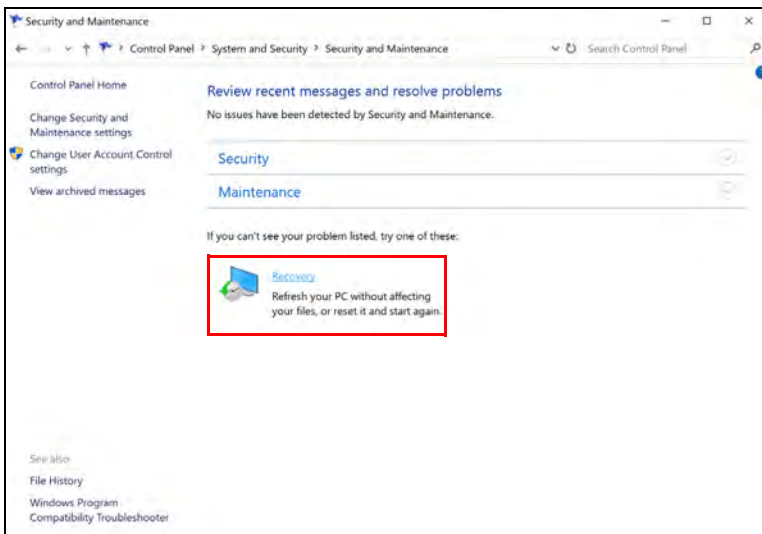 Security and Maintenance
Control Panel > System and Security > Security and Maintenance
Search Control Panel
Control Panel Home
Change Security and
Maintenance settings
Change User Account Control
settings
View archived messages
Review recent messages and resolve problems
No issues have been detected by Security and Maintenance.
Security
Maintenance
If you can't see your problem listed, try one of these:
Recovery
Refresh your PC without affecting
your files, or reset it and start again.
See also
File History
Windows Program
Compatibility Troubleshooter